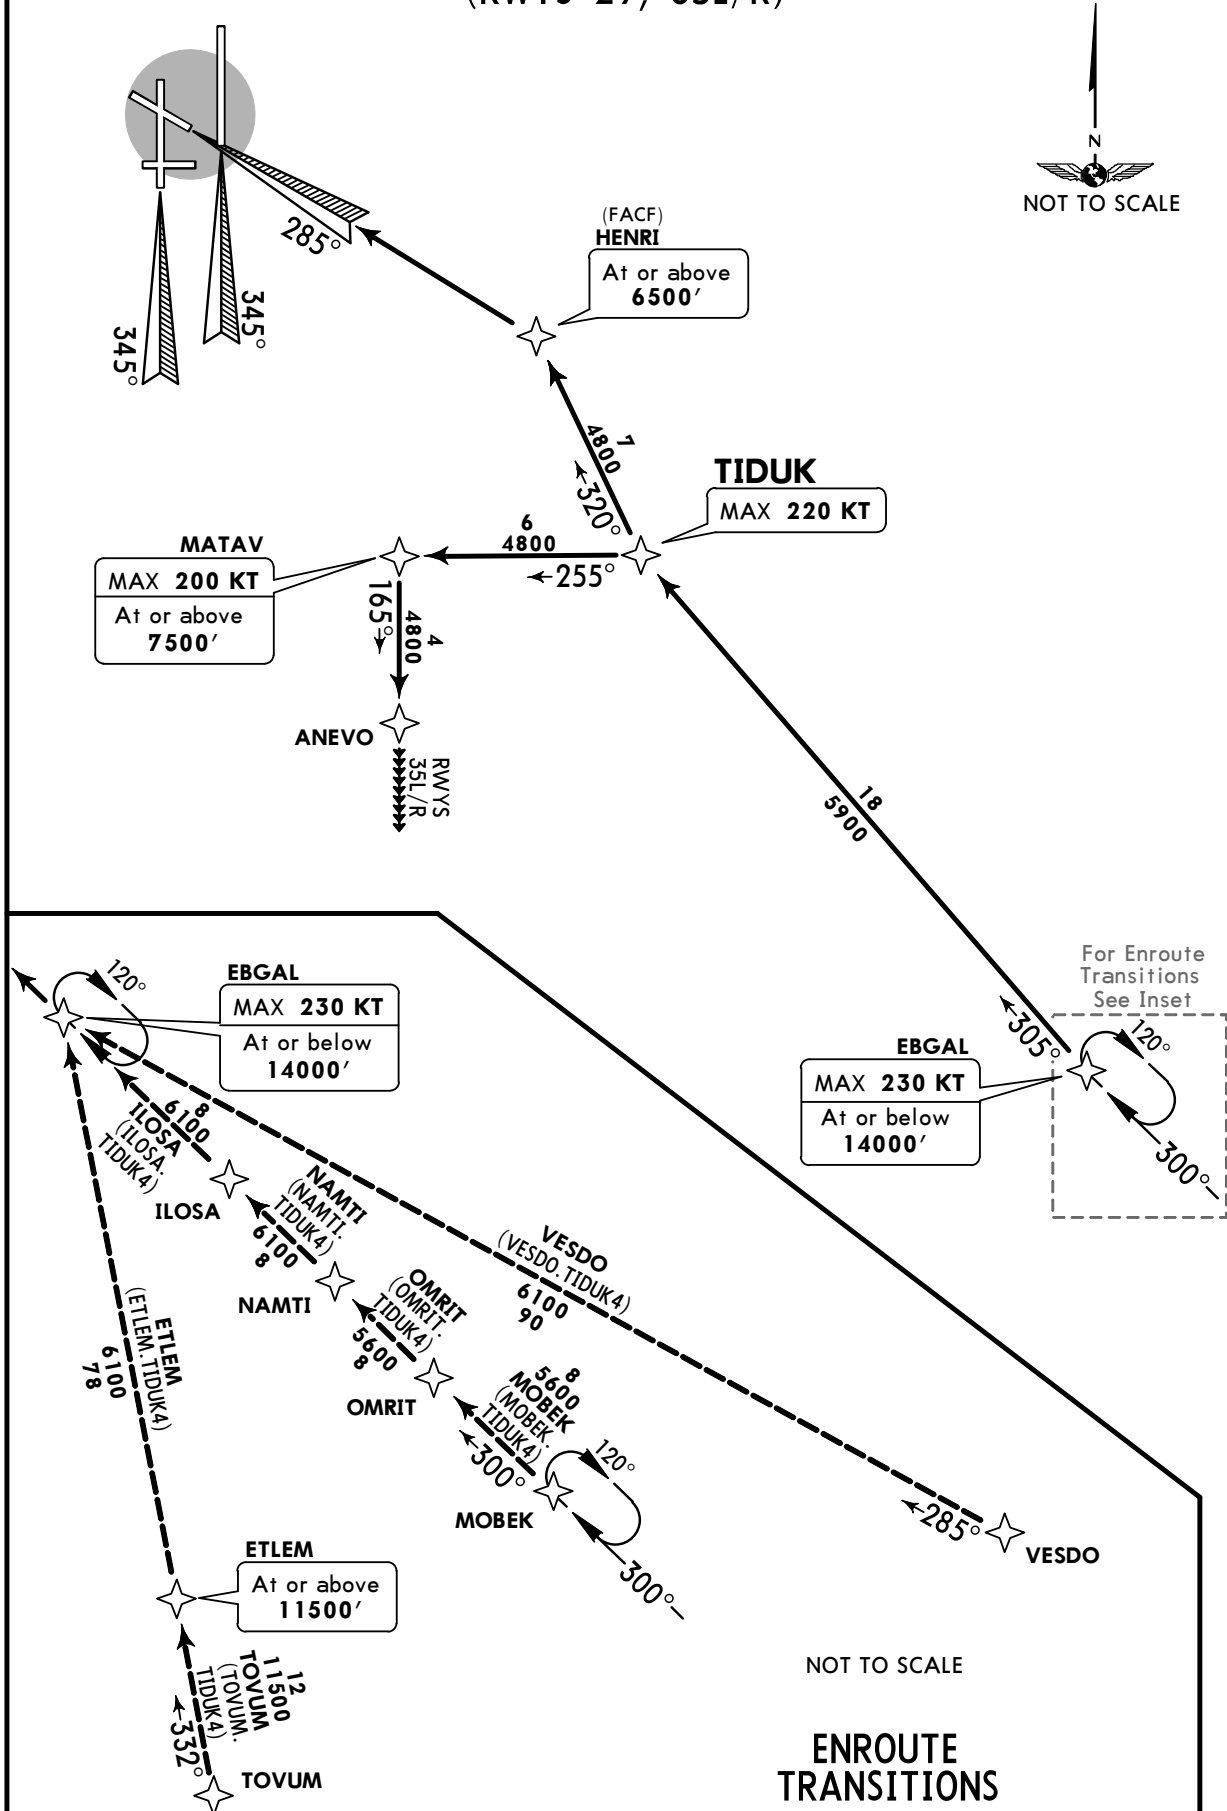 N
NOT TO SCALE
285°
345°
345°
(FACF)
HENRI
At or above
6500′
7
4800
320°
TIDUK
MAX 220 KT
6
4800
255°
MATAV
MAX 200 KT
At or above
7500′
165°
4
4800
ANEVO
RWYS
35L/R
18
5900
305°
For Enroute
Transitions
See Inset
EBGAL
MAX 230 KT
At or below
14000′
120°
300°
120°
EBGAL
MAX 230 KT
At or below
14000′
8
6100
ILOSA
(ILOSA.
TIDUK4)
ILOSA
NAMTI
(NAMTI.
TIDUK4)
6100
8
NAMTI
OMRIT
(OMRIT.
TIDUK4)
5600
8
OMRIT
8
5600
MOBEK
(MOBEK.
TIDUK4)
300°
120°
MOBEK
300°
VESDO
(VESDO.TIDUK4)
6100
90
285°
VESDO
ETLEM
(ETLEM.TIDUK4)
6100
78
ETLEM
At or above
11500′
12
11500
TOVUM
(TOVUM.
TIDUK4)
332°
TOVUM
NOT TO SCALE
ENROUTE
TRANSITIONS